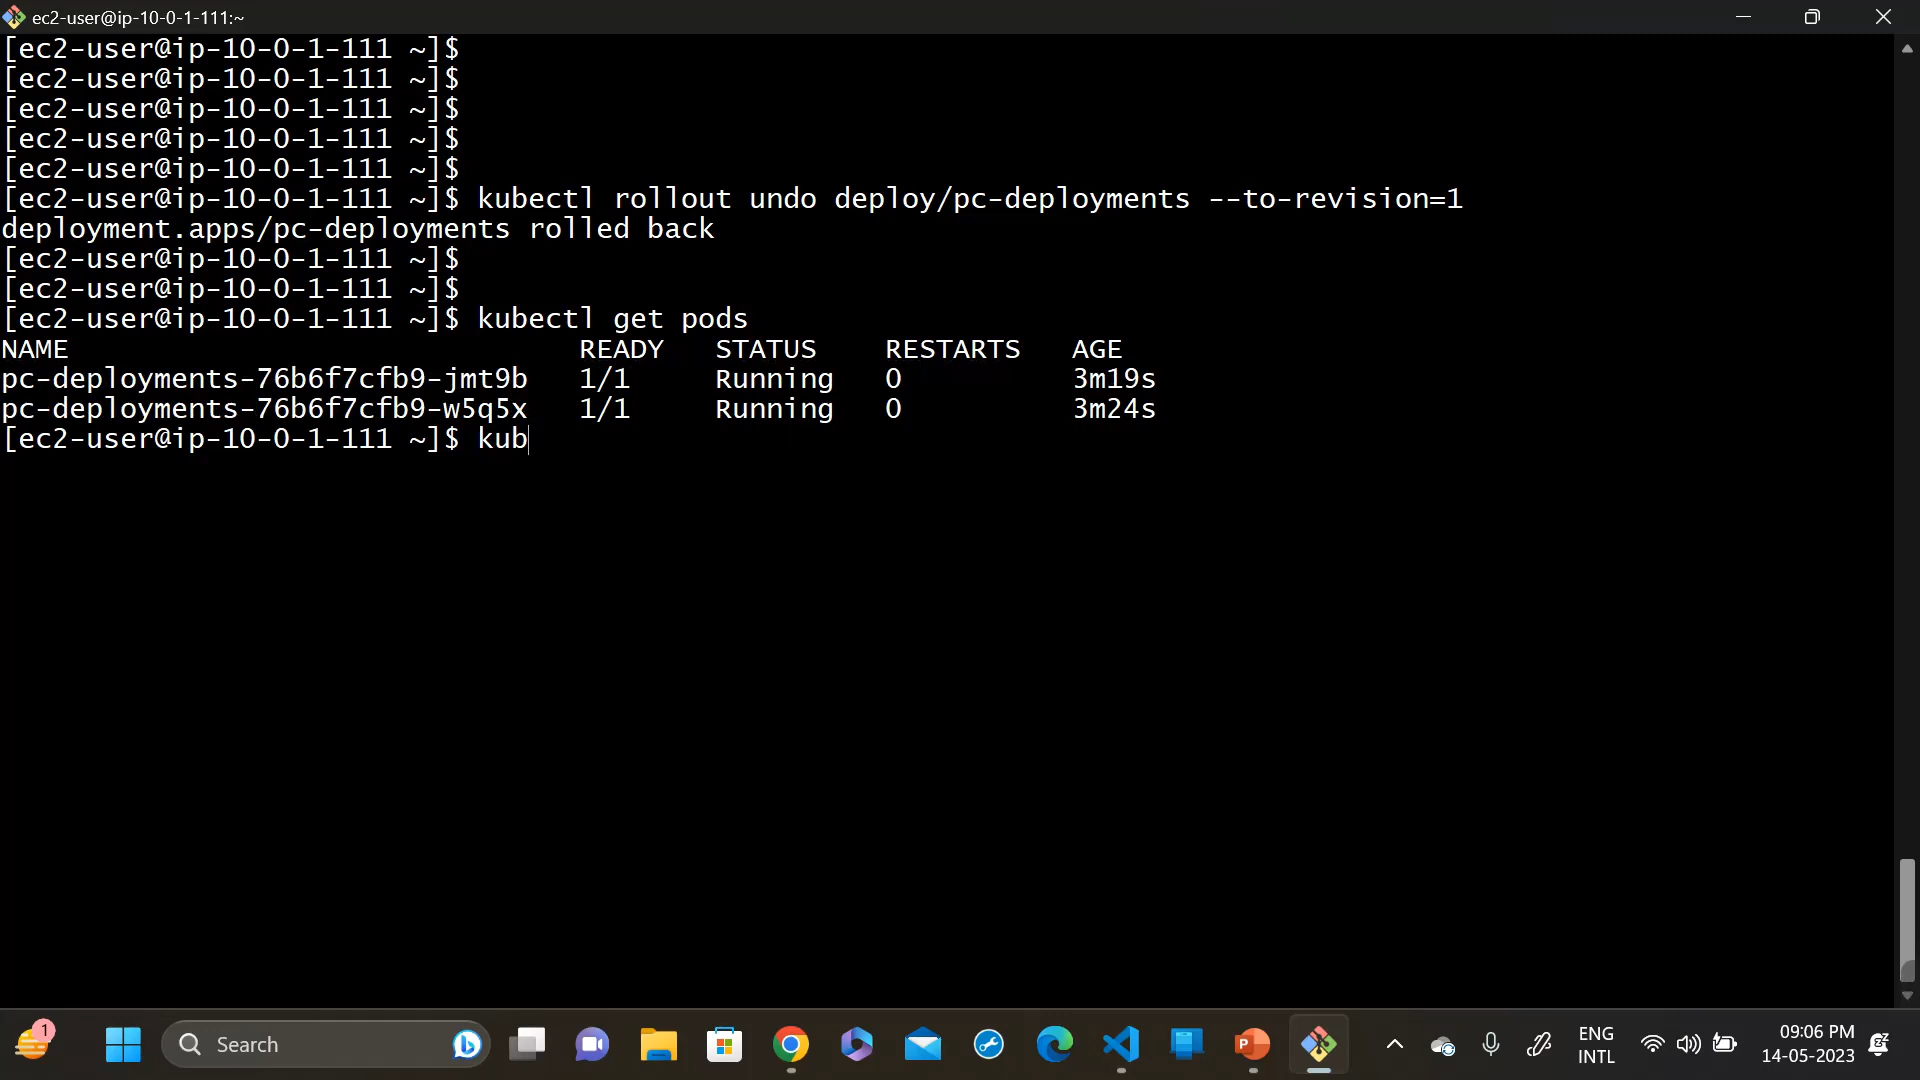 ec2-user@ip-10-0-1-111:~
[ec2-user@ip-10-0-1-111 ~]$
[ec2-user@ip-10-0-1-111 ~]$
[ec2-user@ip-10-0-1-111 ~]$
[ec2-user@ip-10-0-1-111 ~]$
[ec2-user@ip-10-0-1-111 ~]$
[ec2-user@ip-10-0-1-111 ~]$ kubectl rollout undo deploy/pc-deployments --to-revision=1
deployment.apps/pc-deployments rolled back
[ec2-user@ip-10-0-1-111 ~]$
[ec2-user@ip-10-0-1-111 ~]$
[ec2-user@ip-10-0-1-111 ~]$ kubectl get pods
NAME READY STATUS RESTARTS AGE
pc-deployments-76b6f7cfb9-jmt9b 1/1 Running 0 3m19s
pc-deployments-76b6f7cfb9-w5q5x 1/1 Running 0 3m24s
[ec2-user@ip-10-0-1-111 ~]$ kub
1
Search
ENG
INTL
09:06 PM
14-05-2023